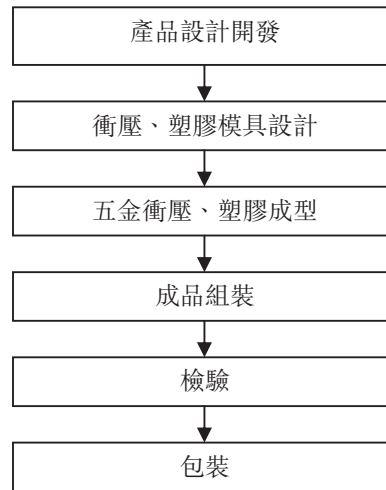 產品設計開發
衝壓、塑膠模具設計
五金衝壓、塑膠成型
成品組裝
檢驗
包裝